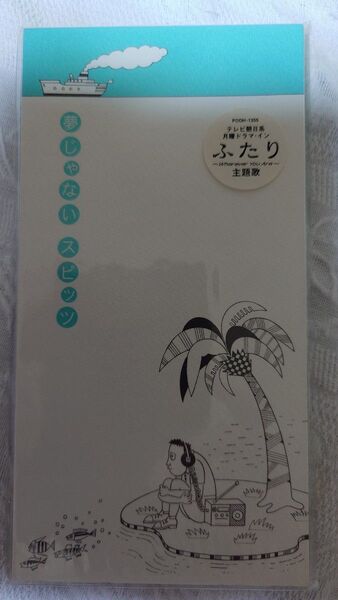 夢じゃない スピッツ
PODH-1355
テレビ朝日系
月曜ドラマ・イン
ふたり
~Wherever You Are~
主題歌